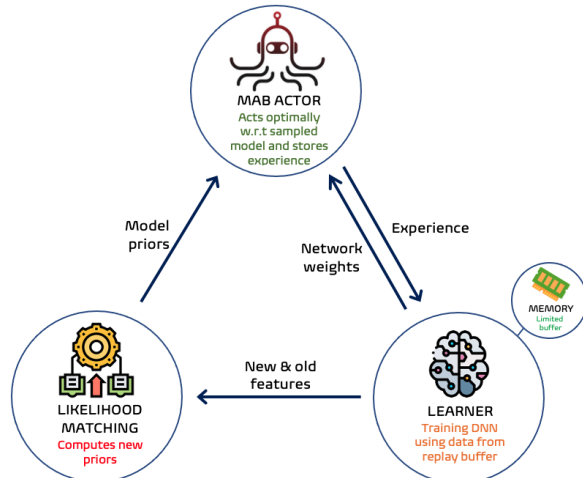 MAB ACTOR
Acts optimally
w.r.t sampled
model and stores
experience
Model
priors
Experience
Network
weights
MEMORY
Limited
buffer
New & old
features
LIKELIHOOD
MATCHING
Computes new
priors
LEARNER
Training DNN
using data from
replay buffer